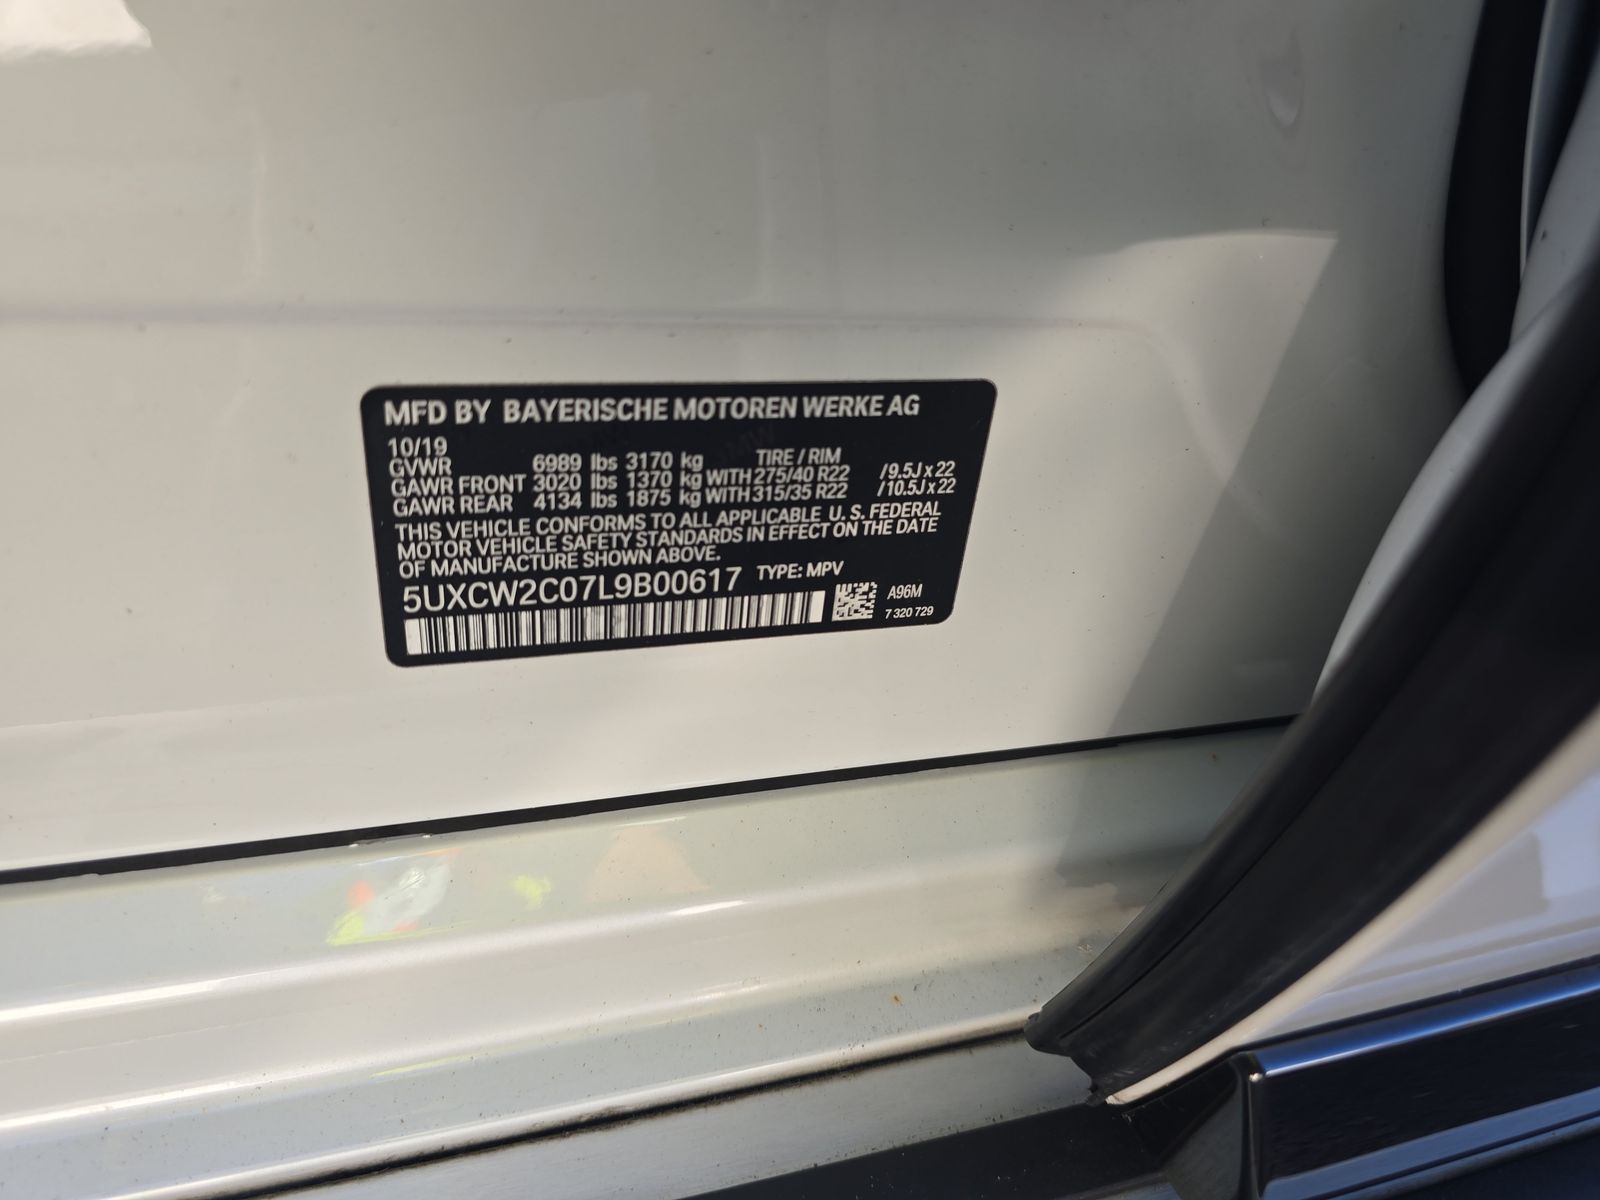 MFD BY BAYERISCHE MOTOREN WERKE AG
10/19
GVWR 6989 lbs 3170 kg TIRE / RIM
GAWR FRONT 3020 lbs 1370 kg WITH 275/40 R22 /9.5J x 22
GAWR REAR 4134 lbs 1875 kg WITH 315/35 R22 /10.5J x 22
THIS VEHICLE CONFORMS TO ALL APPLICABLE U. S. FEDERAL
MOTOR VEHICLE SAFETY STANDARDS IN EFFECT ON THE DATE
OF MANUFACTURE SHOWN ABOVE.
5UXCW2C07L9B00617 TYPE: MPV
A96M
7 320 729